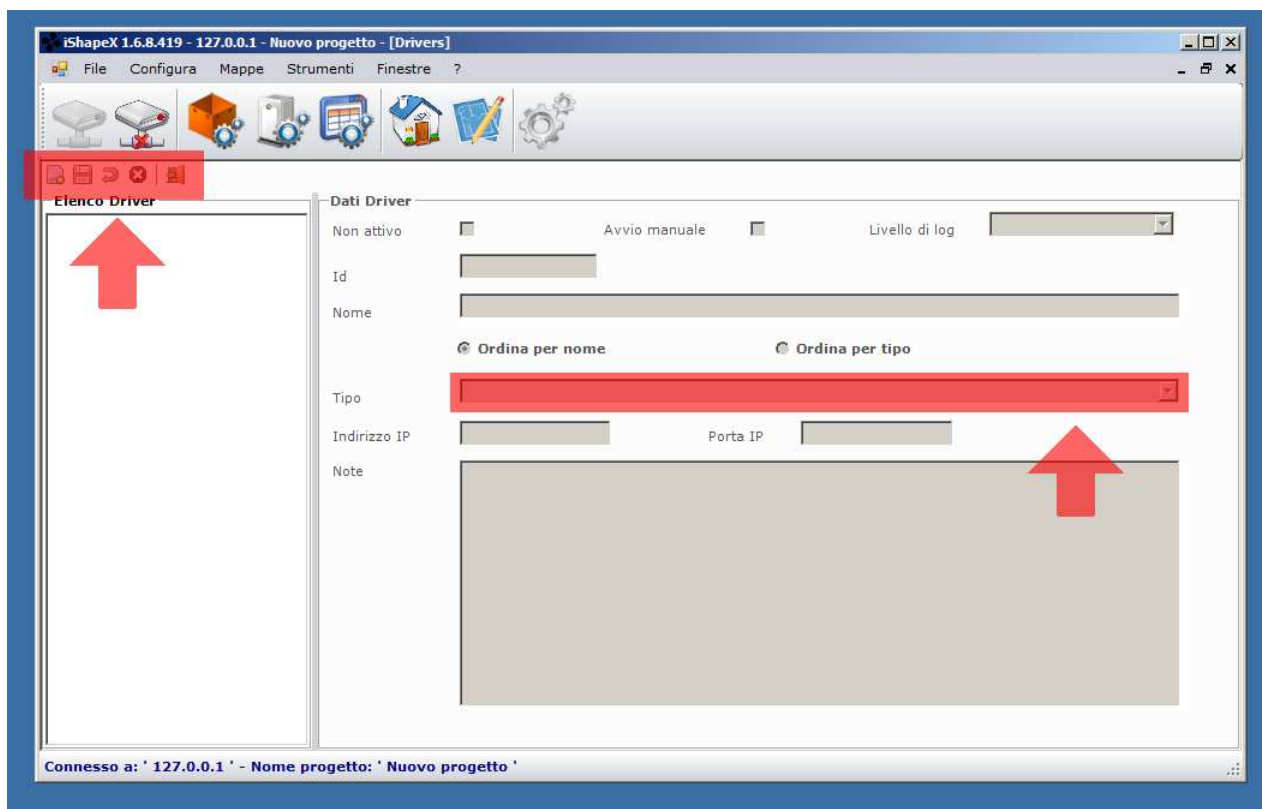 iShapeX 1.6.8.419 - 127.0.0.1 - Nuovo progetto - [Drivers]
File Configura Mappe Strumenti Finestre ?
Elenco Driver
Dati Driver
Non attivo Avvio manuale Livello di log
Id
Nome
Ordina per nome Ordina per tipo
Tipo
Indirizzo IP Porta IP
Note
Connesso a: ' 127.0.0.1 ' - Nome progetto: ' Nuovo progetto '